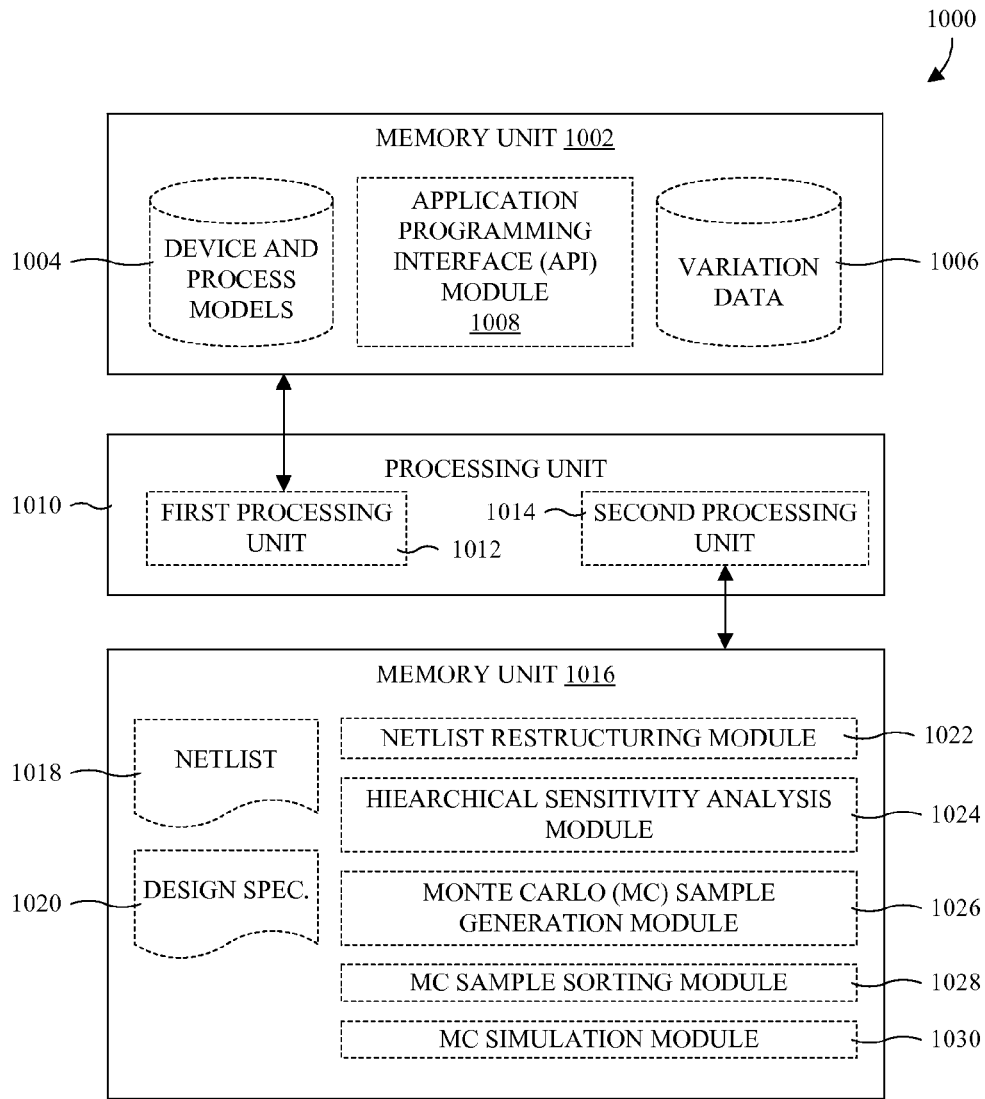 1000
MEMORY UNIT 1002
1004
DEVICE AND
PROCESS
MODELS
APPLICATION
PROGRAMMING
INTERFACE (API)
MODULE
1008
VARIATION
DATA
1006
PROCESSING UNIT
1010
FIRST PROCESSING
UNIT
1012
1014
SECOND PROCESSING
UNIT
MEMORY UNIT 1016
1018
NETLIST
1020
DESIGN SPEC.
NETLIST RESTRUCTURING MODULE
1022
HIEARCHICAL SENSITIVITY ANALYSIS
MODULE
1024
MONTE CARLO (MC) SAMPLE
GENERATION MODULE
1026
MC SAMPLE SORTING MODULE
1028
MC SIMULATION MODULE
1030